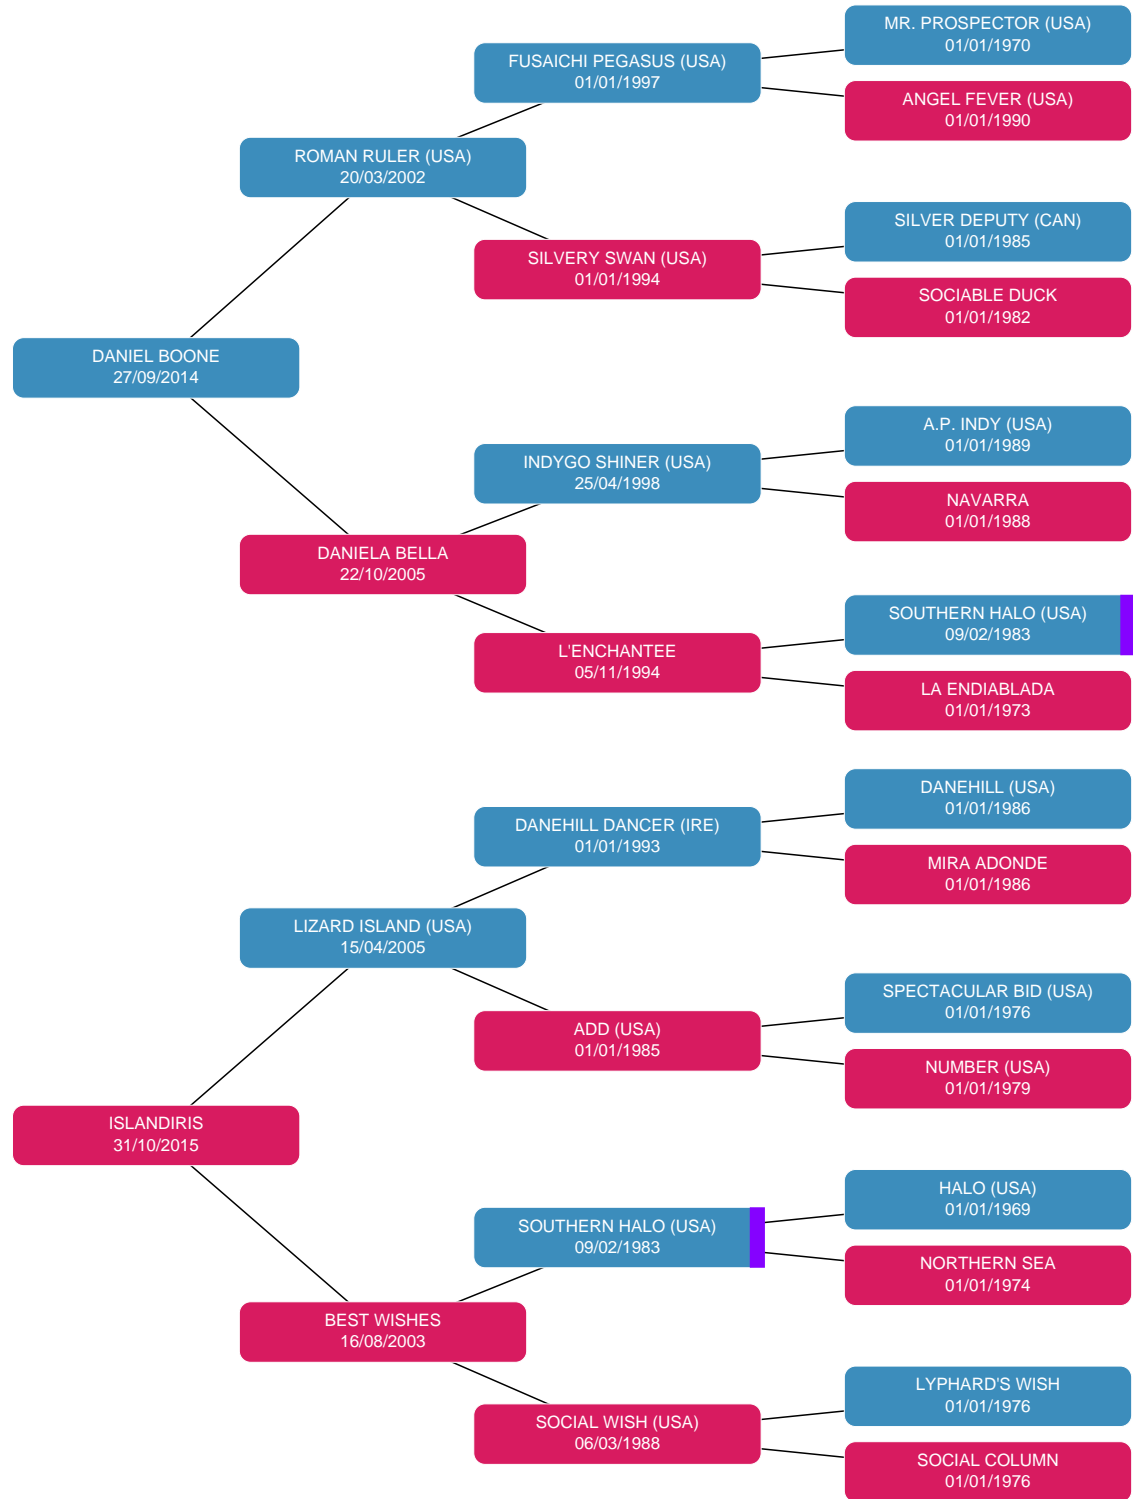 MR. PROSPECTOR (USA)
01/01/1970
FUSAICHI PEGASUS (USA)
01/01/1997
ANGEL FEVER (USA)
01/01/1990
ROMAN RULER (USA)
20/03/2002
SILVER DEPUTY (CAN)
01/01/1985
SILVERY SWAN (USA)
01/01/1994
SOCIABLE DUCK
01/01/1982
DANIEL BOONE
27/09/2014
A.P. INDY (USA)
01/01/1989
INDYGO SHINER (USA)
25/04/1998
NAVARRA
01/01/1988
DANIELA BELLA
22/10/2005
SOUTHERN HALO (USA)
09/02/1983
L'ENCHANTEE
05/11/1994
LA ENDIABLADA
01/01/1973
DANEHILL (USA)
01/01/1986
DANEHILL DANCER (IRE)
01/01/1993
MIRA ADONDE
01/01/1986
LIZARD ISLAND (USA)
15/04/2005
SPECTACULAR BID (USA)
01/01/1976
ADD (USA)
01/01/1985
NUMBER (USA)
01/01/1979
ISLANDIRIS
31/10/2015
HALO (USA)
01/01/1969
SOUTHERN HALO (USA)
09/02/1983
NORTHERN SEA
01/01/1974
BEST WISHES
16/08/2003
LYPHARD'S WISH
01/01/1976
SOCIAL WISH (USA)
06/03/1988
SOCIAL COLUMN
01/01/1976